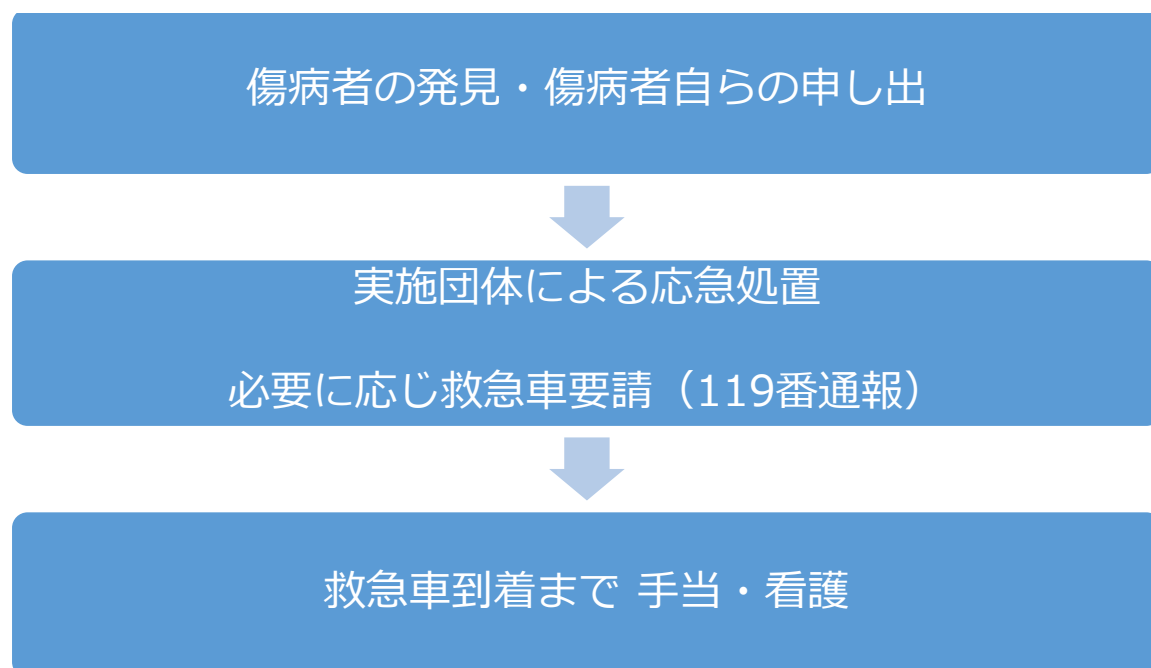 傷病者の発見・傷病者自らの申し出
実施団体による応急処置
必要に応じ救急車要請（119番通報）
救急車到着まで 手当・看護